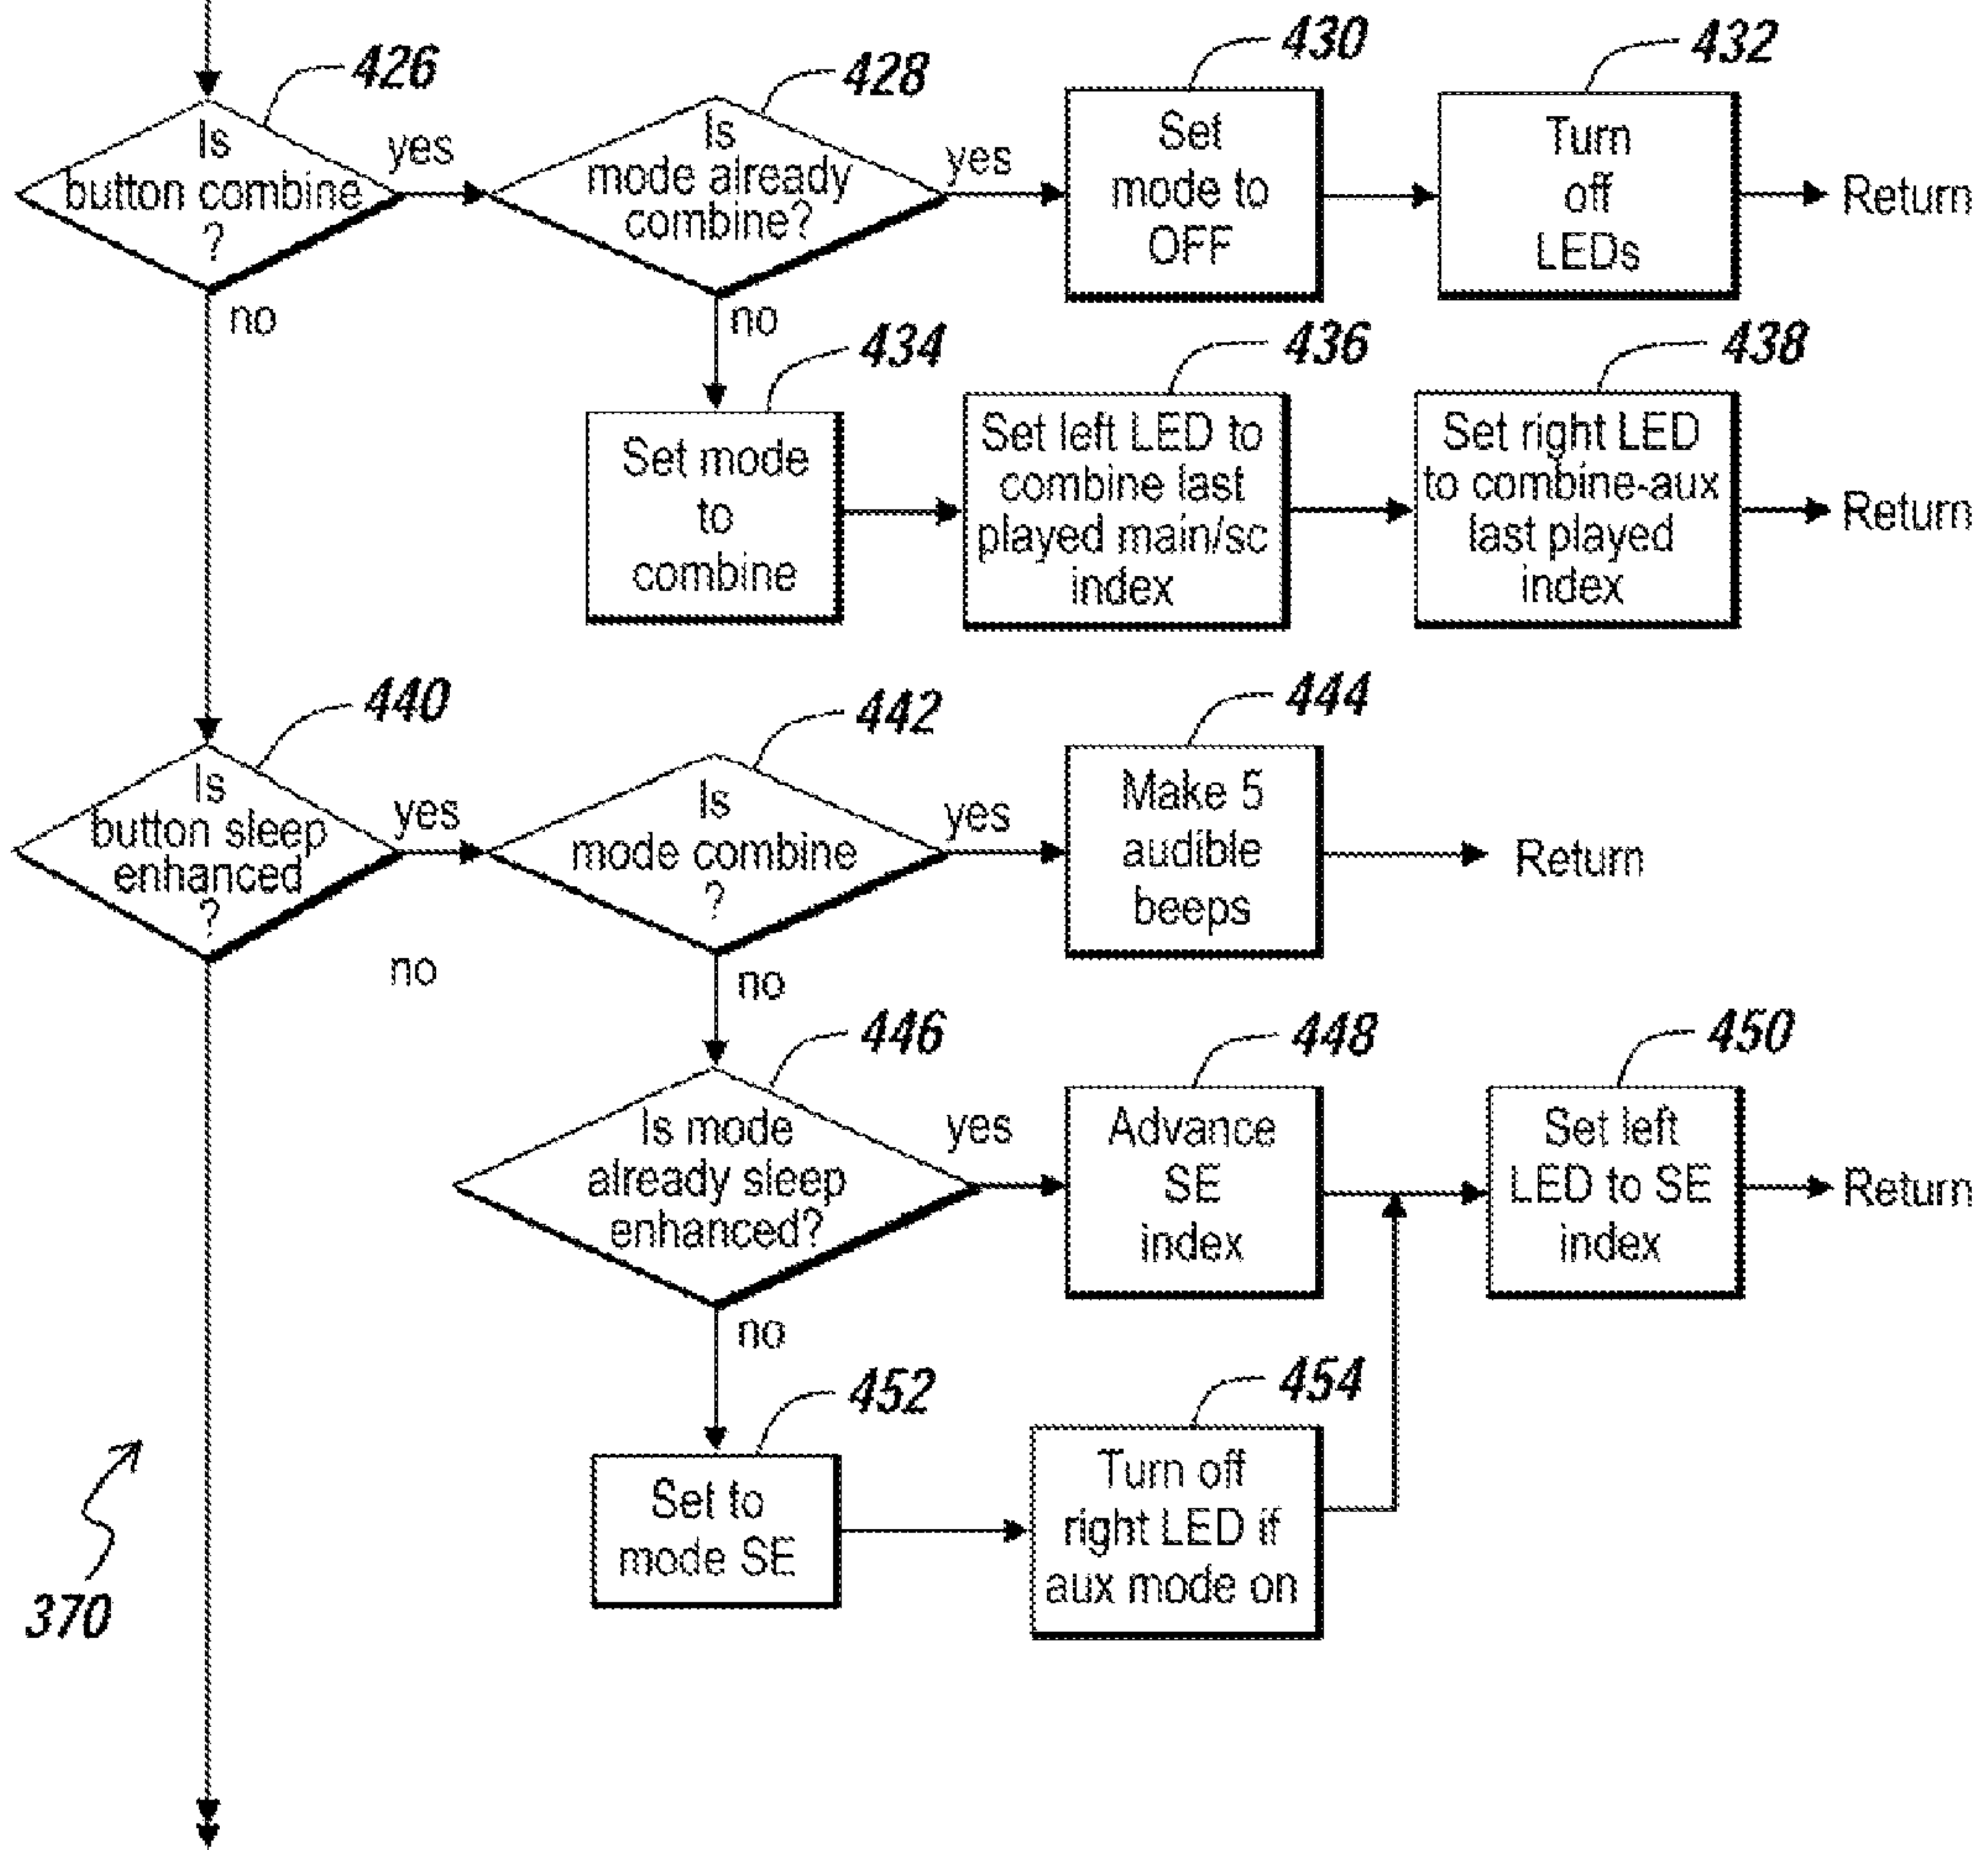 426
Is
button combine
?
yes
no
428
Is
mode already
combine?
yes
no
430
Set
mode to
OFF
432
Turn
off
LEDs
Return
434
Set mode
to
combine
436
Set left LED to
combine last
played main/sc
index
438
Set right LED
to combine-aux
last played
index
Return
440
Is
button sleep
enhanced
?
yes
no
442
Is
mode combine
?
yes
no
444
Make 5
audible
beeps
Return
446
Is mode
already sleep
enhanced?
yes
no
448
Advance
SE
index
450
Set left
LED to SE
index
Return
452
Set to
mode SE
454
Turn off
right LED if
aux mode on
370